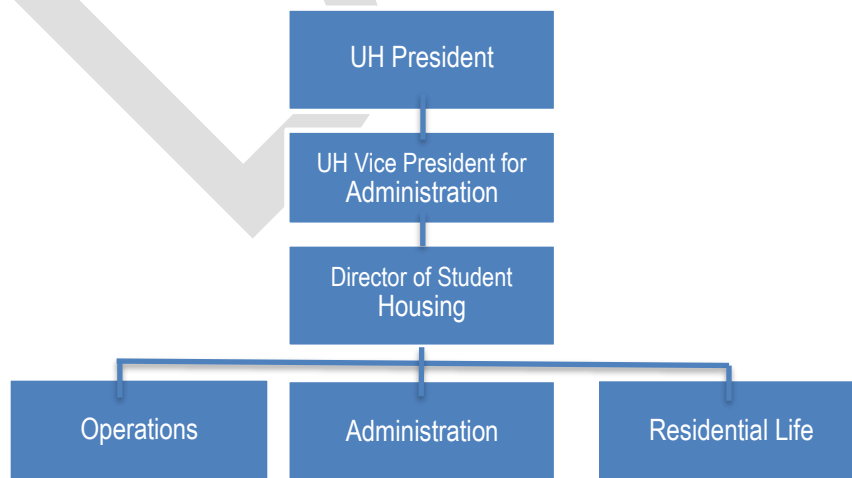 UH President
UH Vice President for
Administration
Director of Student
Housing
Operations
Administration
Residential Life